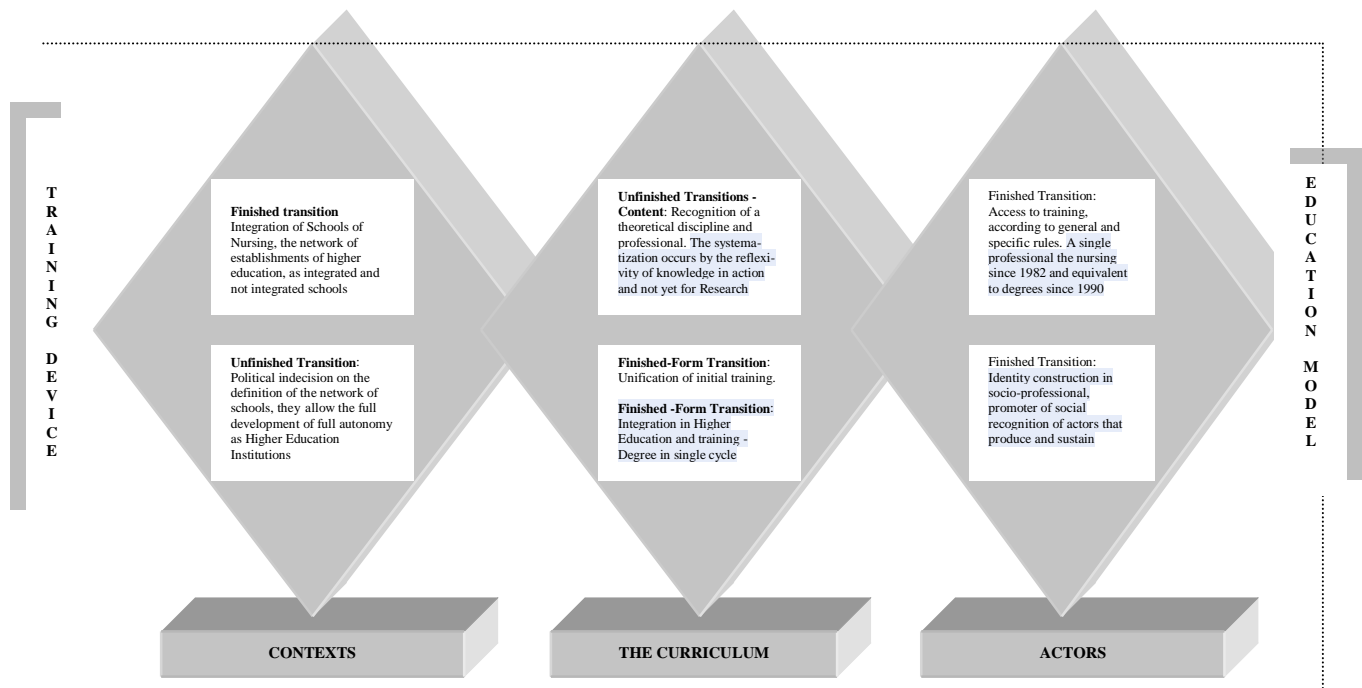 TRAINING DEVICE
Finished transition
Integration of Schools of
Nursing, the network of
establishments of higher
education, as integrated and
not integrated schools
Unfinished Transition:
Political indecision on the
definition of the network of
schools, they allow the full
development of full autonomy
as Higher Education
Institutions
CONTEXTS
Unfinished Transitions -
Content: Recognition of a
theoretical discipline and
professional. The systema-
tization occurs by the reflexi-
vity of knowledge in action
and not yet for Research
Finished-Form Transition:
Unification of initial training.
Finished -Form Transition:
Integration in Higher
Education and training -
Degree in single cycle
THE CURRICULUM
Finished Transition:
Access to training,
according to general and
specific rules. A single
professional the nursing
since 1982 and equivalent
to degrees since 1990
Finished Transition:
Identity construction in
socio-professional,
promoter of social
recognition of actors that
produce and sustain
ACTORS
EDUCATION MODEL